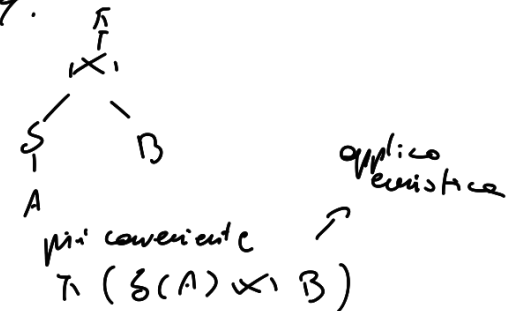 π
⋈
δ B
A
applico
euristica
più conveniente
π (δ(A) ⋈ B)